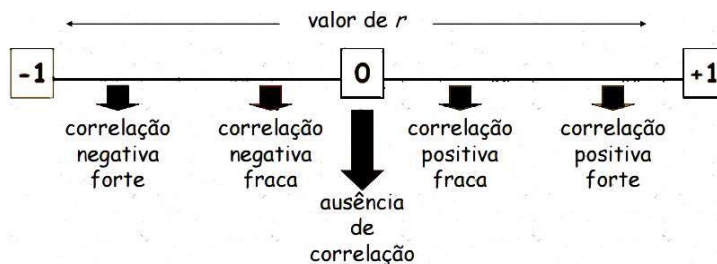 valor de r
-1
0
+1
correlação
negativa
forte
correlação
negativa
fraca
ausência
de
correlação
correlação
positiva
fraca
correlação
positiva
forte